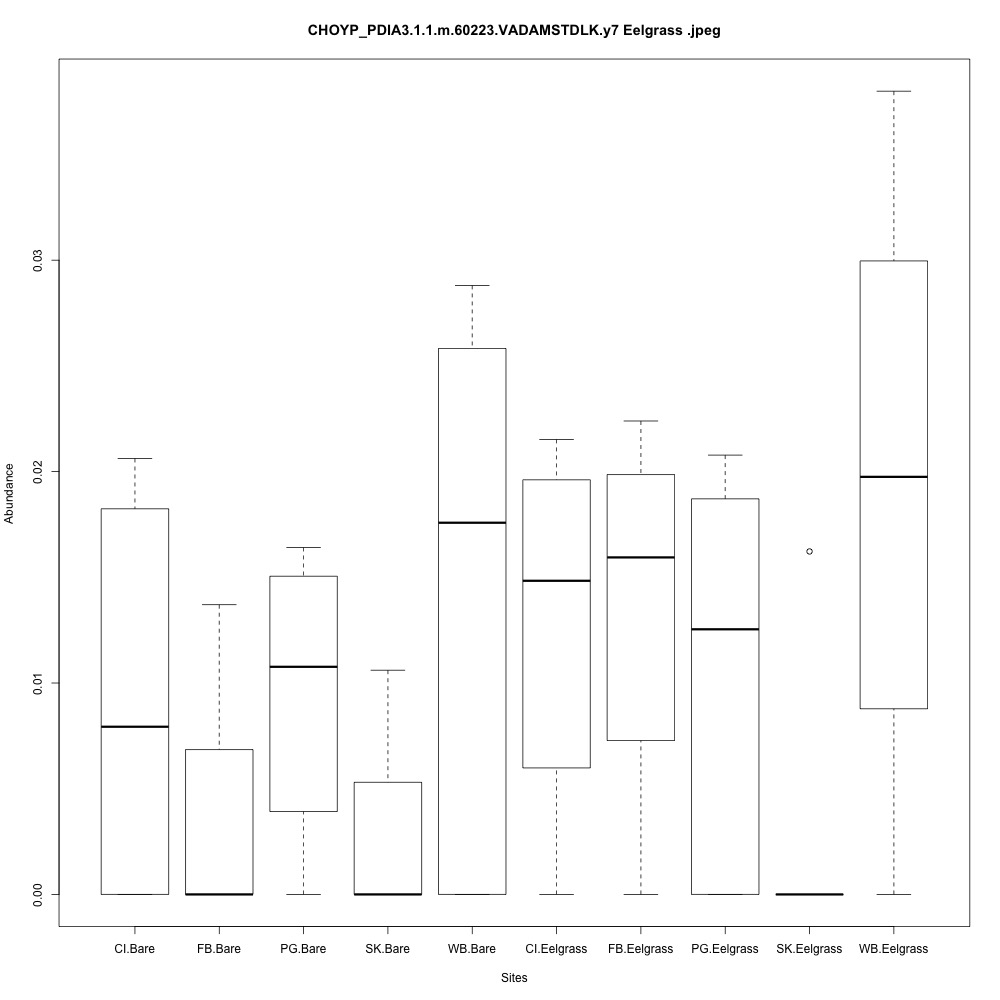 CHOYP_PDIA3.1.1.m.60223.VADAMSTDLK.y7 Eelgrass .jpeg
Abundance
0.03
0.02
0.01
0.00
CI.Bare FB.Bare PG.Bare SK.Bare WB.Bare CI.Eelgrass FB.Eelgrass PG.Eelgrass SK.Eelgrass WB.Eelgrass
Sites